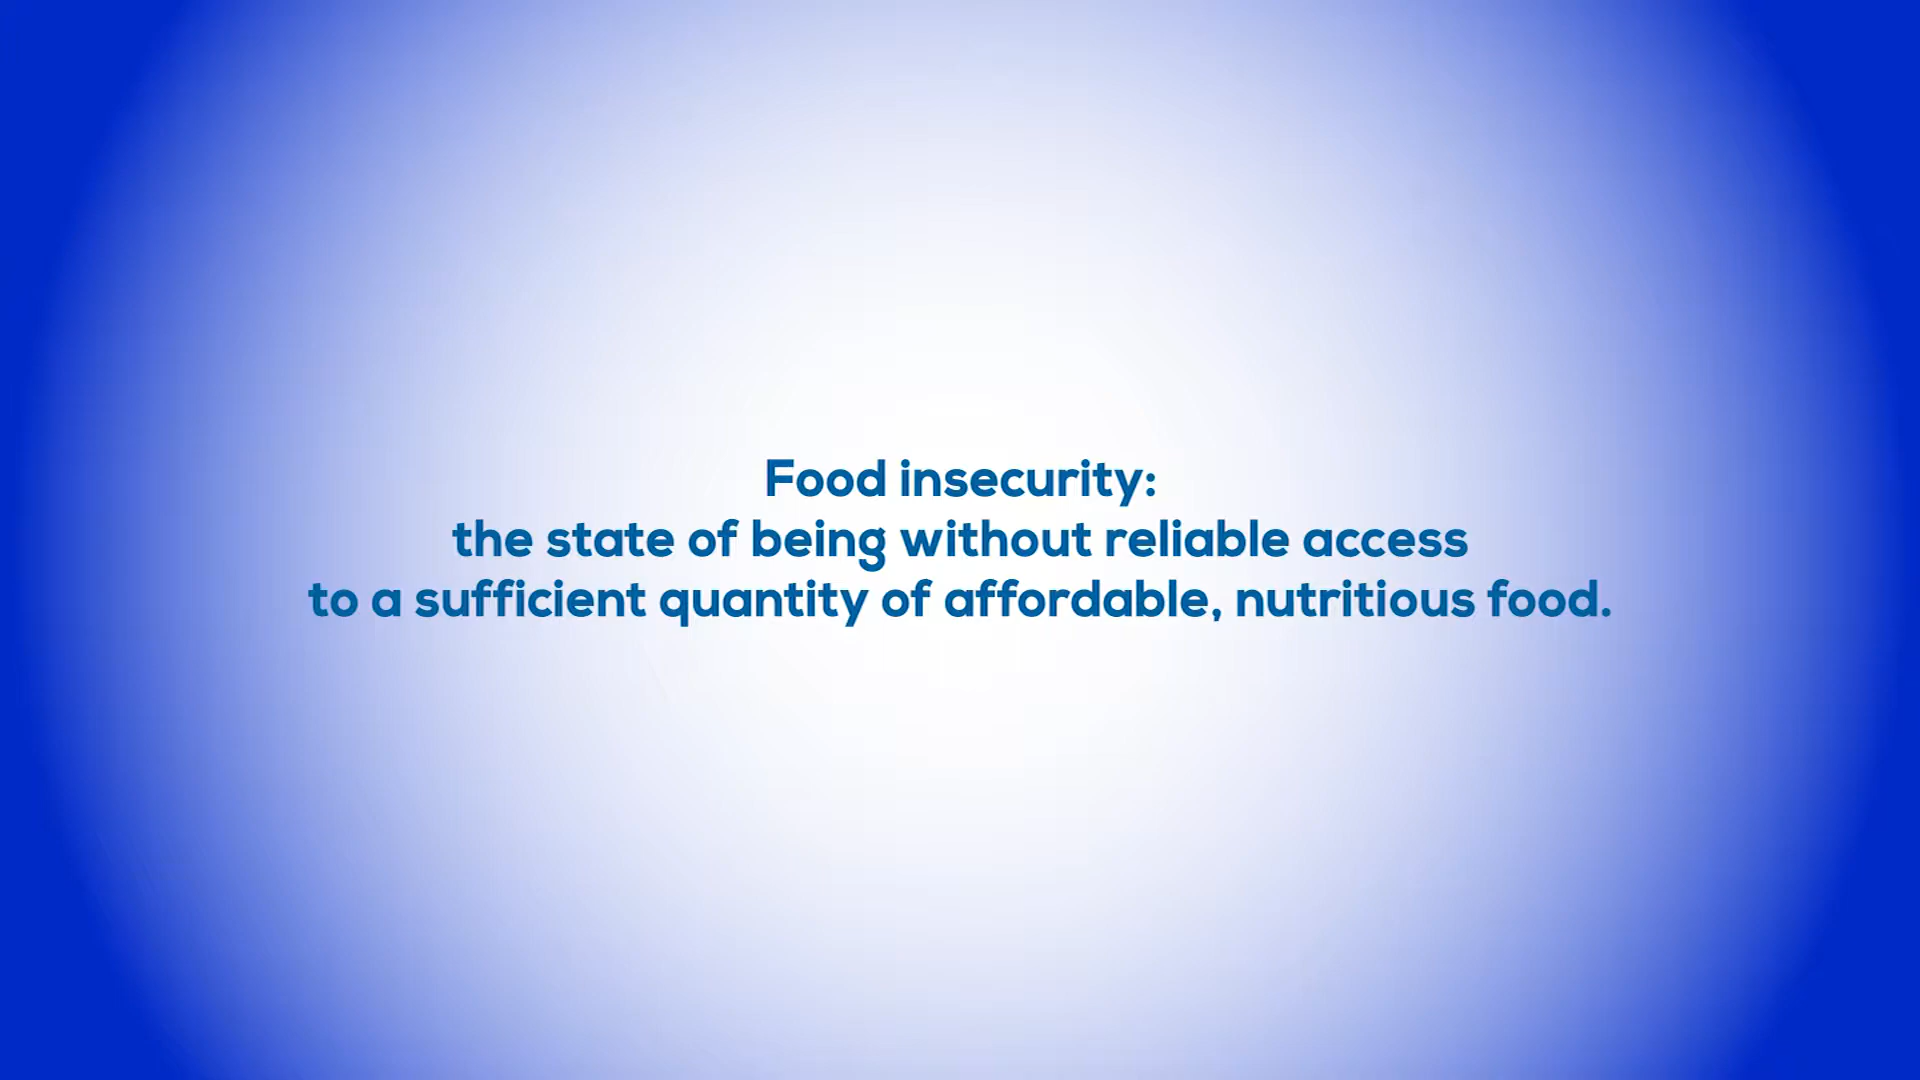 Food insecurity:
the state of being without reliable access
to a sufficient quantity of affordable, nutritious food.